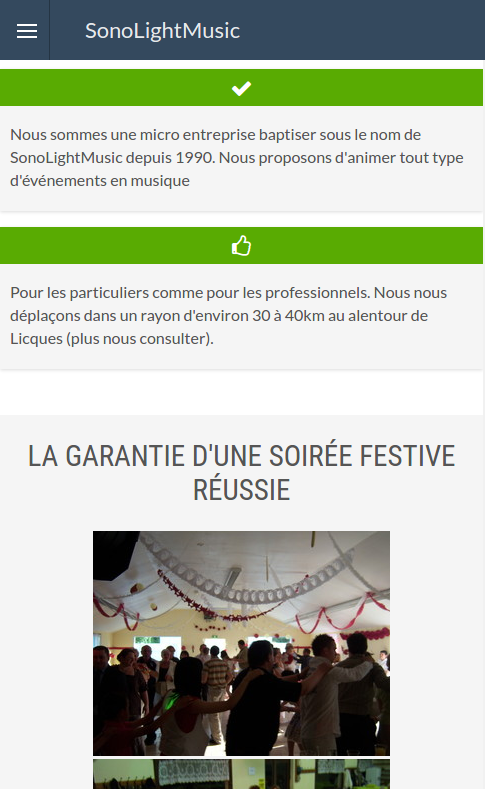 SonoLightMusic
Nous sommes une micro entreprise baptiser sous le nom de
SonoLightMusic depuis 1990. Nous proposons d'animer tout type
d'événements en musique
Pour les particuliers comme pour les professionnels. Nous nous
déplaçons dans un rayon d'environ 30 à 40km au alentour de
Licques (plus nous consulter).
LA GARANTIE D'UNE SOIRÉE FESTIVE
RÉUSSIE